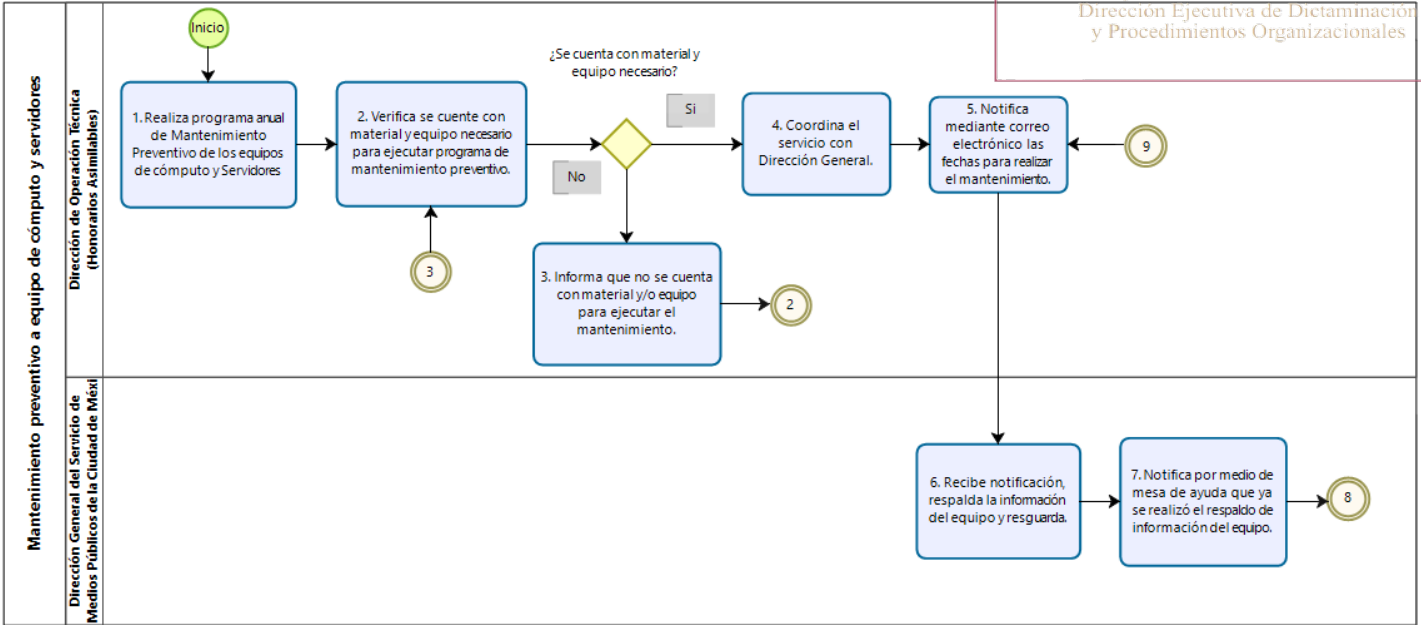 Dirección Ejecutiva de Dictaminación
y Procedimientos Organizacionales
Mantenimiento preventivo a equipo de cómputo y servidores
Dirección de Operación Técnica
(Honorarios Asimilables)
Inicio
1. Realiza programa anual
de Mantenimiento
Preventivo de los equipos
de cómputo y Servidores
2. Verifica se cuente con
material y equipo necesario
para ejecutar programa de
mantenimiento preventivo.
3
¿Se cuenta con material y
equipo necesario?
Si
No
3. Informa que no se cuenta
con material y/o equipo
para ejecutar el
mantenimiento.
2
4. Coordina el
servicio con
Dirección General.
5. Notifica
mediante correo
electrónico las
fechas para realizar
el mantenimiento.
9
Dirección General del Servicio de
Medios Públicos de la Ciudad de Méxi
6. Recibe notificación,
respalda la información
del equipo y resguarda.
7. Notifica por medio de
mesa de ayuda que ya
se realizó el respaldo de
información del equipo.
8